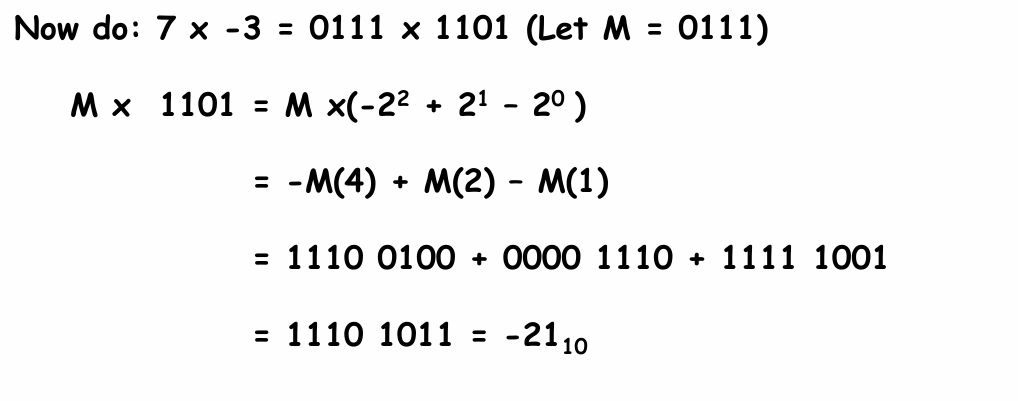 Now do: 7 x -3 = 0111 x 1101 (Let M = 0111)
M x 1101 = M x(-2² + 2¹ – 2⁰ )
= -M(4) + M(2) – M(1)
= 1110 0100 + 0000 1110 + 1111 1001
= 1110 1011 = -21₁₀